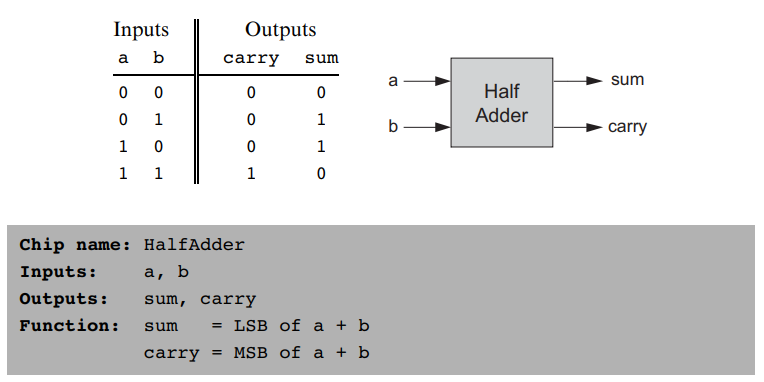 Inputs Outputs
a b carry sum
0 0 0 0
0 1 0 1
1 0 0 1
1 1 1 0
a
b
Half
Adder
sum
carry
Chip name: HalfAdder
Inputs: a, b
Outputs: sum, carry
Function: sum = LSB of a + b
carry = MSB of a + b